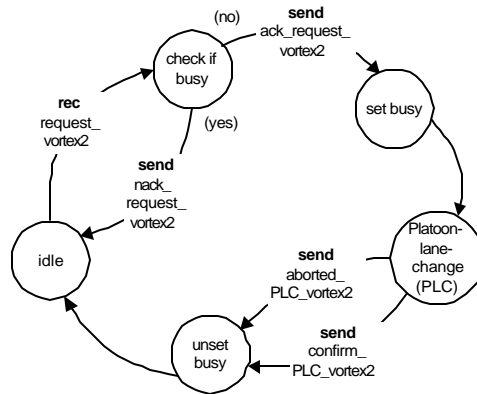 (no)
send
ack_request_
vortex2
check if
busy
(yes)
rec
request_
vortex2
send
nack_
request_
vortex2
set busy
idle
Platoon-
lane-
change
(PLC)
send
aborted_
PLC_vortex2
send
confirm_
PLC_vortex2
unset
busy